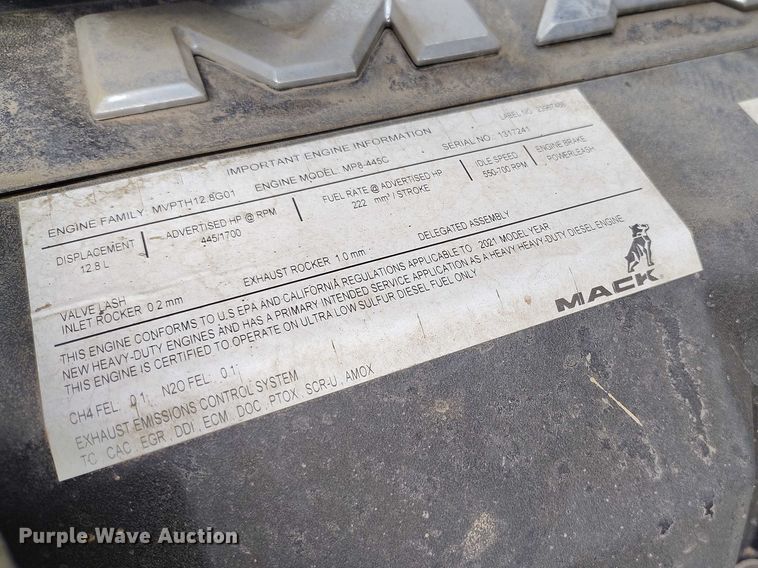 IMPORTANT ENGINE INFORMATION
LABEL NO.
ENGINE FAMILY: MVPTH12.8G01 ENGINE MODEL: MP8-445C SERIAL NO.: 1317241
DISPLACEMENT ADVERTISED HP @ RPM FUEL RATE @ ADVERTISED HP IDLE SPEED ENGINE BRAKE
12.8 L 445/1700 222 mm³ / STROKE 550-700 RPM POWERLEASH
VALVE LASH
INLET ROCKER 0.2 mm EXHAUST ROCKER 1.0 mm DELEGATED ASSEMBLY
THIS ENGINE CONFORMS TO U.S EPA AND CALIFORNIA REGULATIONS APPLICABLE TO 2021 MODEL YEAR
NEW HEAVY-DUTY ENGINES AND HAS A PRIMARY INTENDED SERVICE APPLICATION AS A HEAVY HEAVY-DUTY DIESEL ENGINE
THIS ENGINE IS CERTIFIED TO OPERATE ON ULTRA LOW SULFUR DIESEL FUEL ONLY
MACK
CH4 FEL: 0.1, N2O FEL: 0.1
EXHAUST EMISSIONS CONTROL SYSTEM
TC, CAC, EGR, DDI, ECM, DOC, PTOX, SCR-U, AMOX
Purple Wave Auction